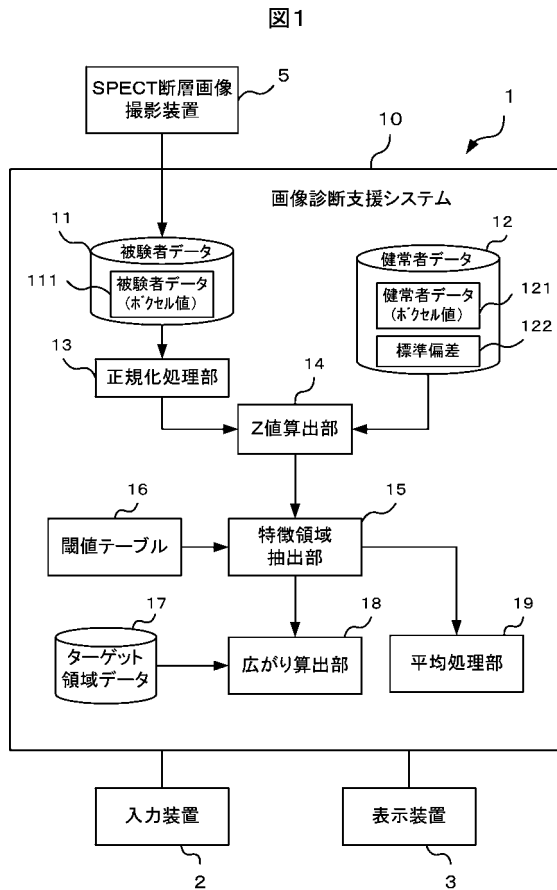 図1
SPECT断層画像
撮影装置
5
1
10
画像診断支援システム
11
被験者データ
111
被験者データ
(ボクセル値)
12
健常者データ
健常者データ
(ボクセル値)
121
標準偏差
122
13
正規化処理部
14
Z値算出部
16
閾値テーブル
15
特徴領域
抽出部
17
ターゲット
領域データ
18
広がり算出部
19
平均処理部
入力装置
2
表示装置
3